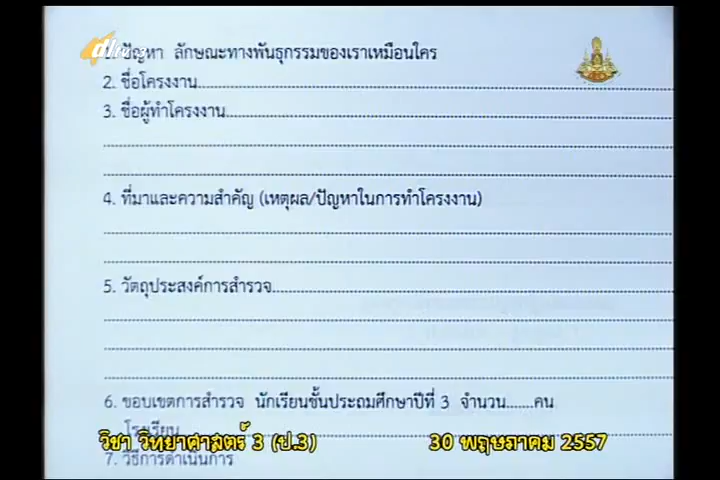 dltv 3
1. ปัญหา ลักษณะทางพันธุกรรมของเราเหมือนใคร
2. ชื่อโครงงาน
3. ชื่อผู้ทำโครงงาน
4. ที่มาและความสำคัญ (เหตุผล/ปัญหาในการทำโครงงาน)
5. วัตถุประสงค์การสำรวจ
6. ขอบเขตการสำรวจ นักเรียนชั้นประถมศึกษาปีที่ 3 จำนวน.......คน
โรงเรียน
วิชา วิทยาศาสตร์ 3 (ป.3) 30 พฤษภาคม 2557
7. วิธีการดำเนินการ